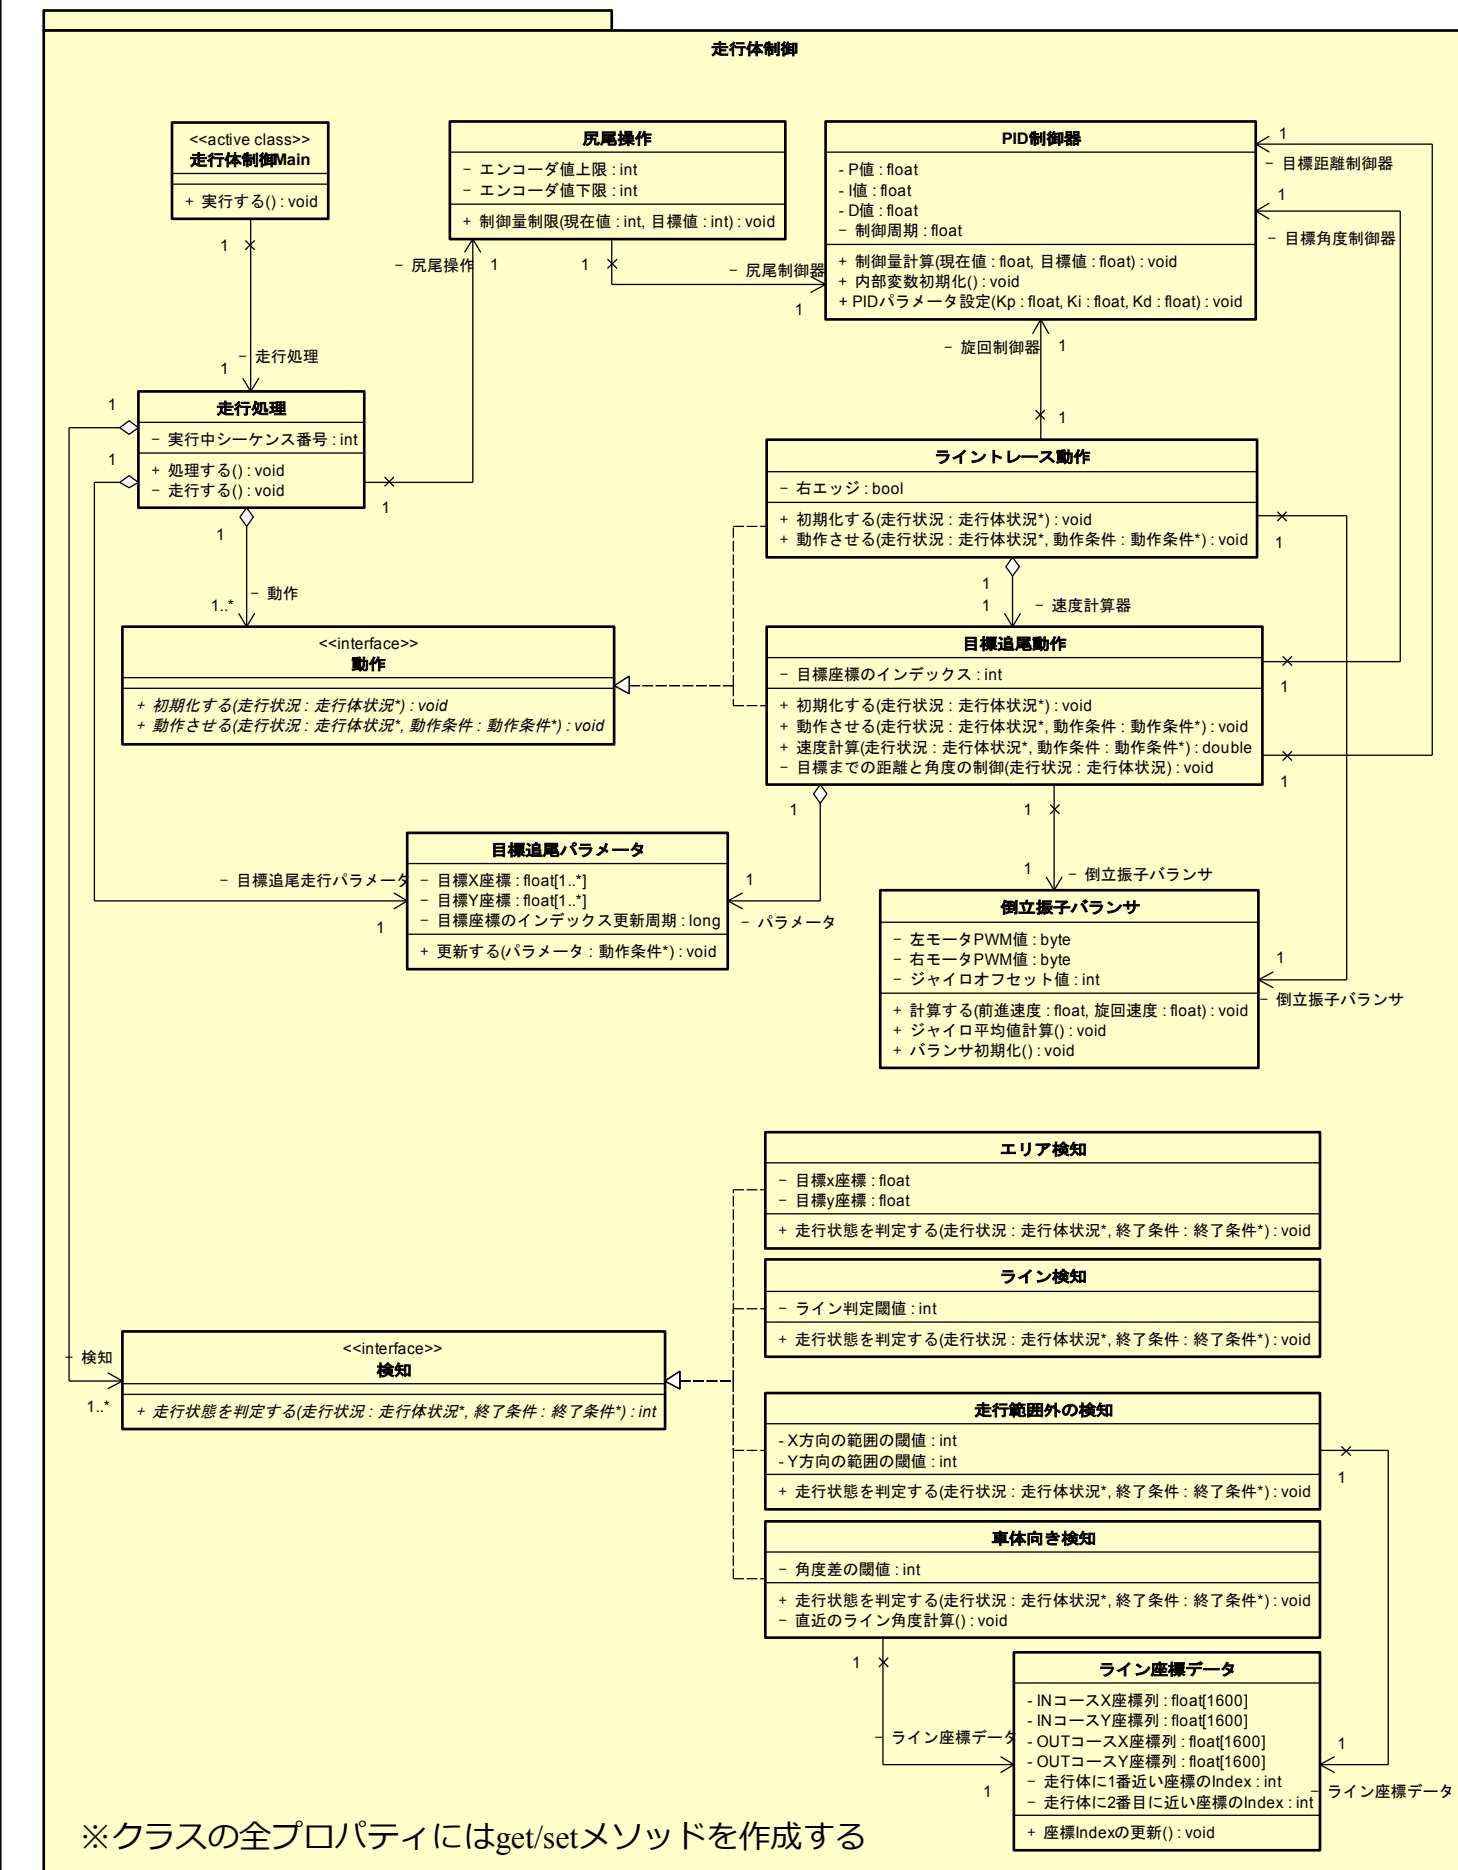 走行体制御
<<active class>>
走行体制御Main
+ 実行する() : void
1
− 走行処理
1
尻尾操作
− エンコーダ値上限 : int
− エンコーダ値下限 : int
+ 制御量制限(現在値 : int, 目標値 : int) : void
− 尻尾操作 1
1
− 尻尾制御器
1
PID制御器
- P値 : float
- I値 : float
- D値 : float
− 制御周期 : float
+ 制御量計算(現在値 : float, 目標値 : float) : void
+ 内部変数初期化() : void
+ PIDパラメータ設定(Kp : float, Ki : float, Kd : float) : void
1
− 目標距離制御器
1
− 目標角度制御器
− 旋回制御器 1
1
1
走行処理
− 実行中シーケンス番号 : int
+ 処理する() : void
− 走行する() : void
1
1
1
− 動作
1..*
ライントレース動作
− 右エッジ : bool
+ 初期化する(走行状況 : 走行体状況*) : void
+ 動作させる(走行状況 : 走行体状況*, 動作条件 : 動作条件*) : void
1
1
1 − 速度計算器
<<interface>>
動作
+ 初期化する(走行状況 : 走行体状況*) : void
+ 動作させる(走行状況 : 走行体状況*, 動作条件 : 動作条件*) : void
目標追尾動作
− 目標座標のインデックス : int
+ 初期化する(走行状況 : 走行体状況*) : void
+ 動作させる(走行状況 : 走行体状況*, 動作条件 : 動作条件*) : void
+ 速度計算(走行状況 : 走行体状況*, 動作条件 : 動作条件*) : double
− 目標までの距離と角度の制御(走行状況 : 走行体状況) : void
1
1
1
1
目標追尾パラメータ
− 目標X座標 : float[1..*]
− 目標Y座標 : float[1..*]
− 目標座標のインデックス更新周期 : long
+ 更新する(パラメータ : 動作条件*) : void
− 目標追尾走行パラメータ
1
1
− パラメータ
1
− 倒立振子バランサ
倒立振子バランサ
− 左モータPWM値 : byte
− 右モータPWM値 : byte
− ジャイロオフセット値 : int
+ 計算する(前進速度 : float, 旋回速度 : float) : void
+ ジャイロ平均値計算() : void
+ バランサ初期化() : void
1
− 倒立振子バランサ
エリア検知
− 目標x座標 : float
− 目標y座標 : float
+ 走行状態を判定する(走行状況 : 走行体状況*, 終了条件 : 終了条件*) : void
ライン検知
− ライン判定閾値 : int
+ 走行状態を判定する(走行状況 : 走行体状況*, 終了条件 : 終了条件*) : void
− 検知
1..*
<<interface>>
検知
+ 走行状態を判定する(走行状況 : 走行体状況*, 終了条件 : 終了条件*) : int
走行範囲外の検知
- X方向の範囲の閾値 : int
- Y方向の範囲の閾値 : int
+ 走行状態を判定する(走行状況 : 走行体状況*, 終了条件 : 終了条件*) : void
1
車体向き検知
− 角度差の閾値 : int
+ 走行状態を判定する(走行状況 : 走行体状況*, 終了条件 : 終了条件*) : void
− 直近のライン角度計算() : void
1
− ライン座標データ
1
ライン座標データ
- INコースX座標列 : float[1600]
- INコースY座標列 : float[1600]
- OUTコースX座標列 : float[1600]
- OUTコースY座標列 : float[1600]
− 走行体に1番近い座標のIndex : int
− 走行体に2番目に近い座標のIndex : int
+ 座標Indexの更新() : void
1
− ライン座標データ
※クラスの全プロパティにはget/setメソッドを作成する